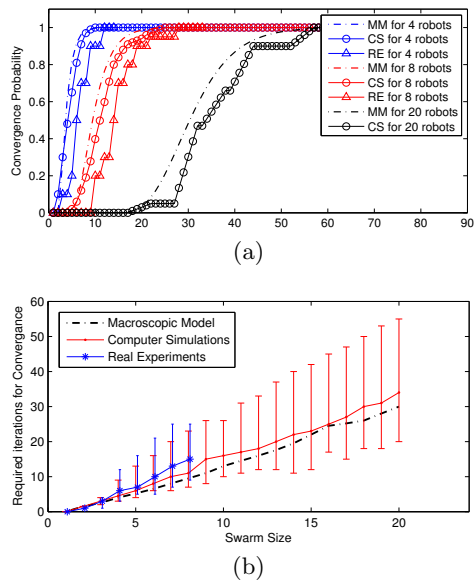 1
0.8
0.6
0.4
0.2
0
Convergence Probability
0 10 20 30 40 50 60 70 80 90
MM for 4 robots
CS for 4 robots
RE for 4 robots
MM for 8 robots
CS for 8 robots
RE for 8 robots
MM for 20 robots
CS for 20 robots
(a)
60
50
40
30
20
10
0
Required iterations for Convergance
Macroscopic Model
Computer Simulations
Real Experiments
0 5 10 15 20
Swarm Size
(b)